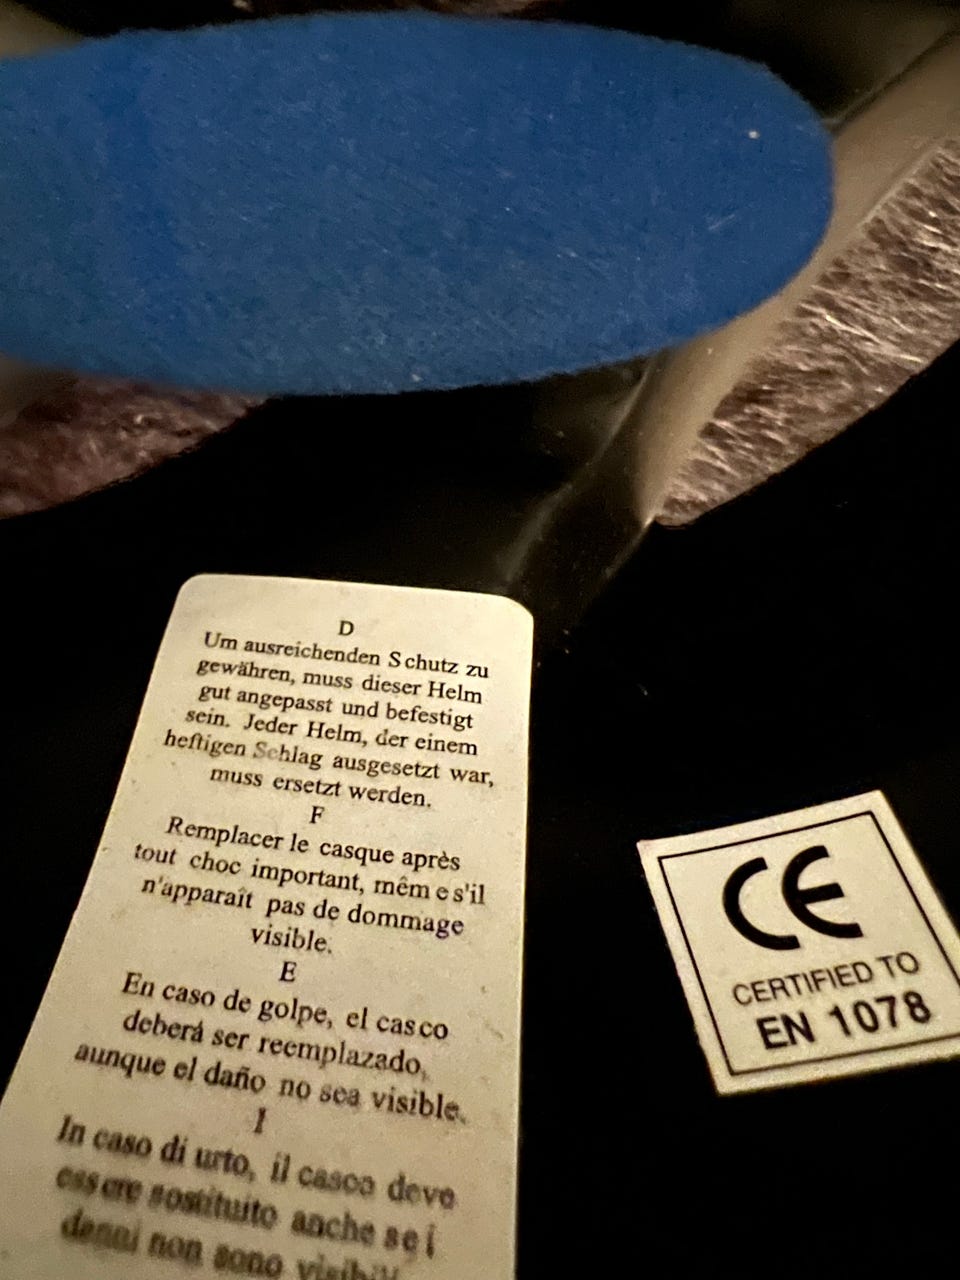 D
Um ausreichenden Schutz zu
gewähren, muss dieser Helm
gut angepasst und befestigt
sein. Jeder Helm, der einem
heftigen Schlag ausgesetzt war,
muss ersetzt werden.
F
Remplacer le casque après
tout choc important, même s'il
n'apparaît pas de dommage
visible.
E
En caso de golpe, el casco
deberá ser reemplazado,
aunque el daño no sea visible.
I
In caso di urto, il casco deve
essere sostituito anche se i
danni non sono
CE
CERTIFIED TO
EN 1078